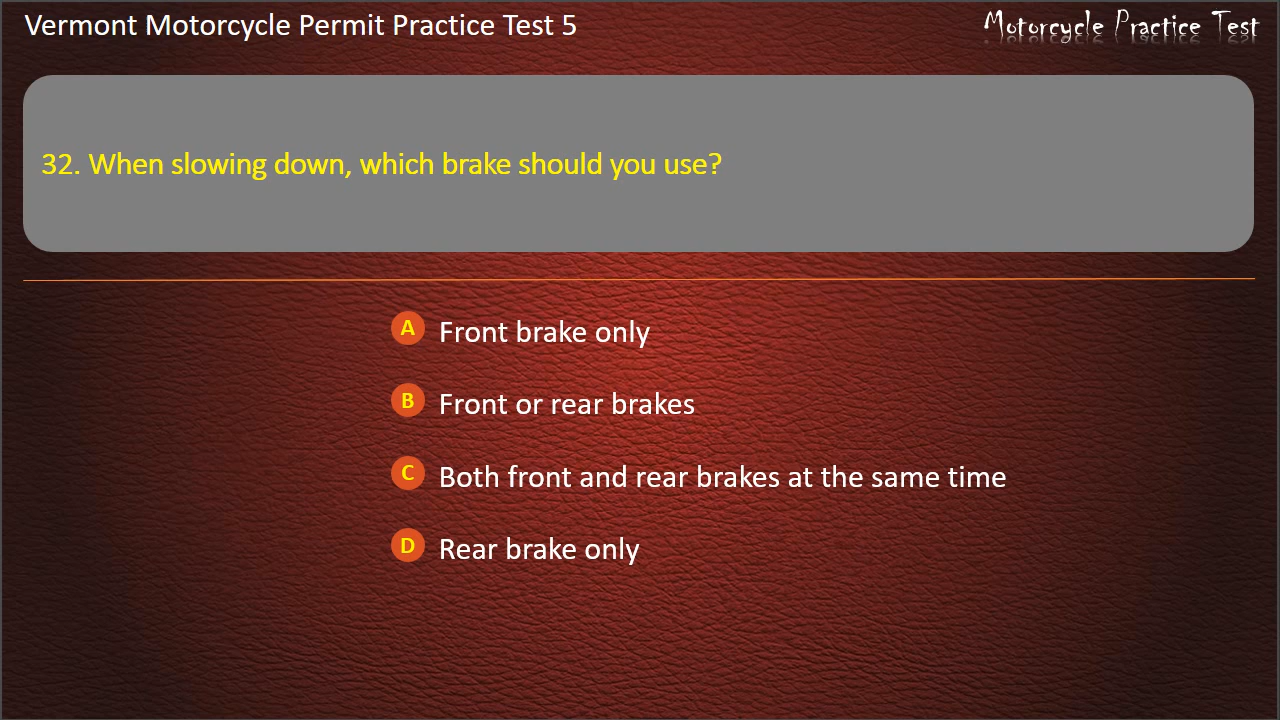 Vermont Motorcycle Permit Practice Test 5
Motorcycle Practice Test
32. When slowing down, which brake should you use?
A Front brake only
B Front or rear brakes
C Both front and rear brakes at the same time
D Rear brake only